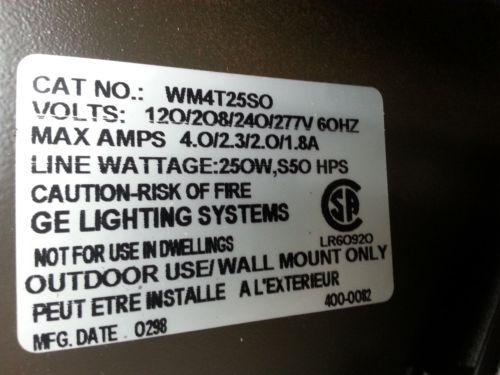 CAT NO.: WM4T25SO
VOLTS: 120/208/240/277V 60HZ
MAX AMPS 4.0/2.3/2.0/1.8A
LINE WATTAGE:250W,S50 HPS
CAUTION-RISK OF FIRE
GE LIGHTING SYSTEMS
SA
LR60920
NOT FOR USE IN DWELLINGS
OUTDOOR USE/WALL MOUNT ONLY
PEUT ETRE INSTALLE A L'EXTERIEUR
400-0082
MFG. DATE 0298